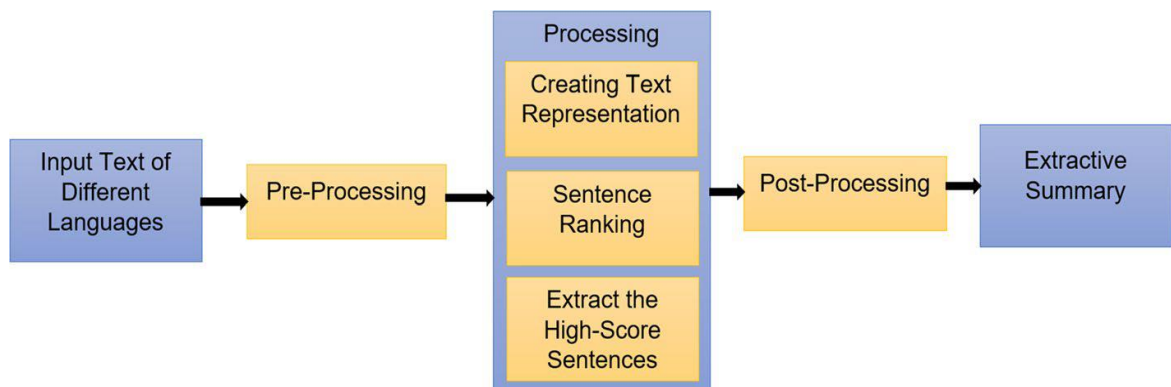 Input Text of
Different
Languages
Pre-Processing
Processing
Creating Text
Representation
Sentence
Ranking
Extract the
High-Score
Sentences
Post-Processing
Extractive
Summary